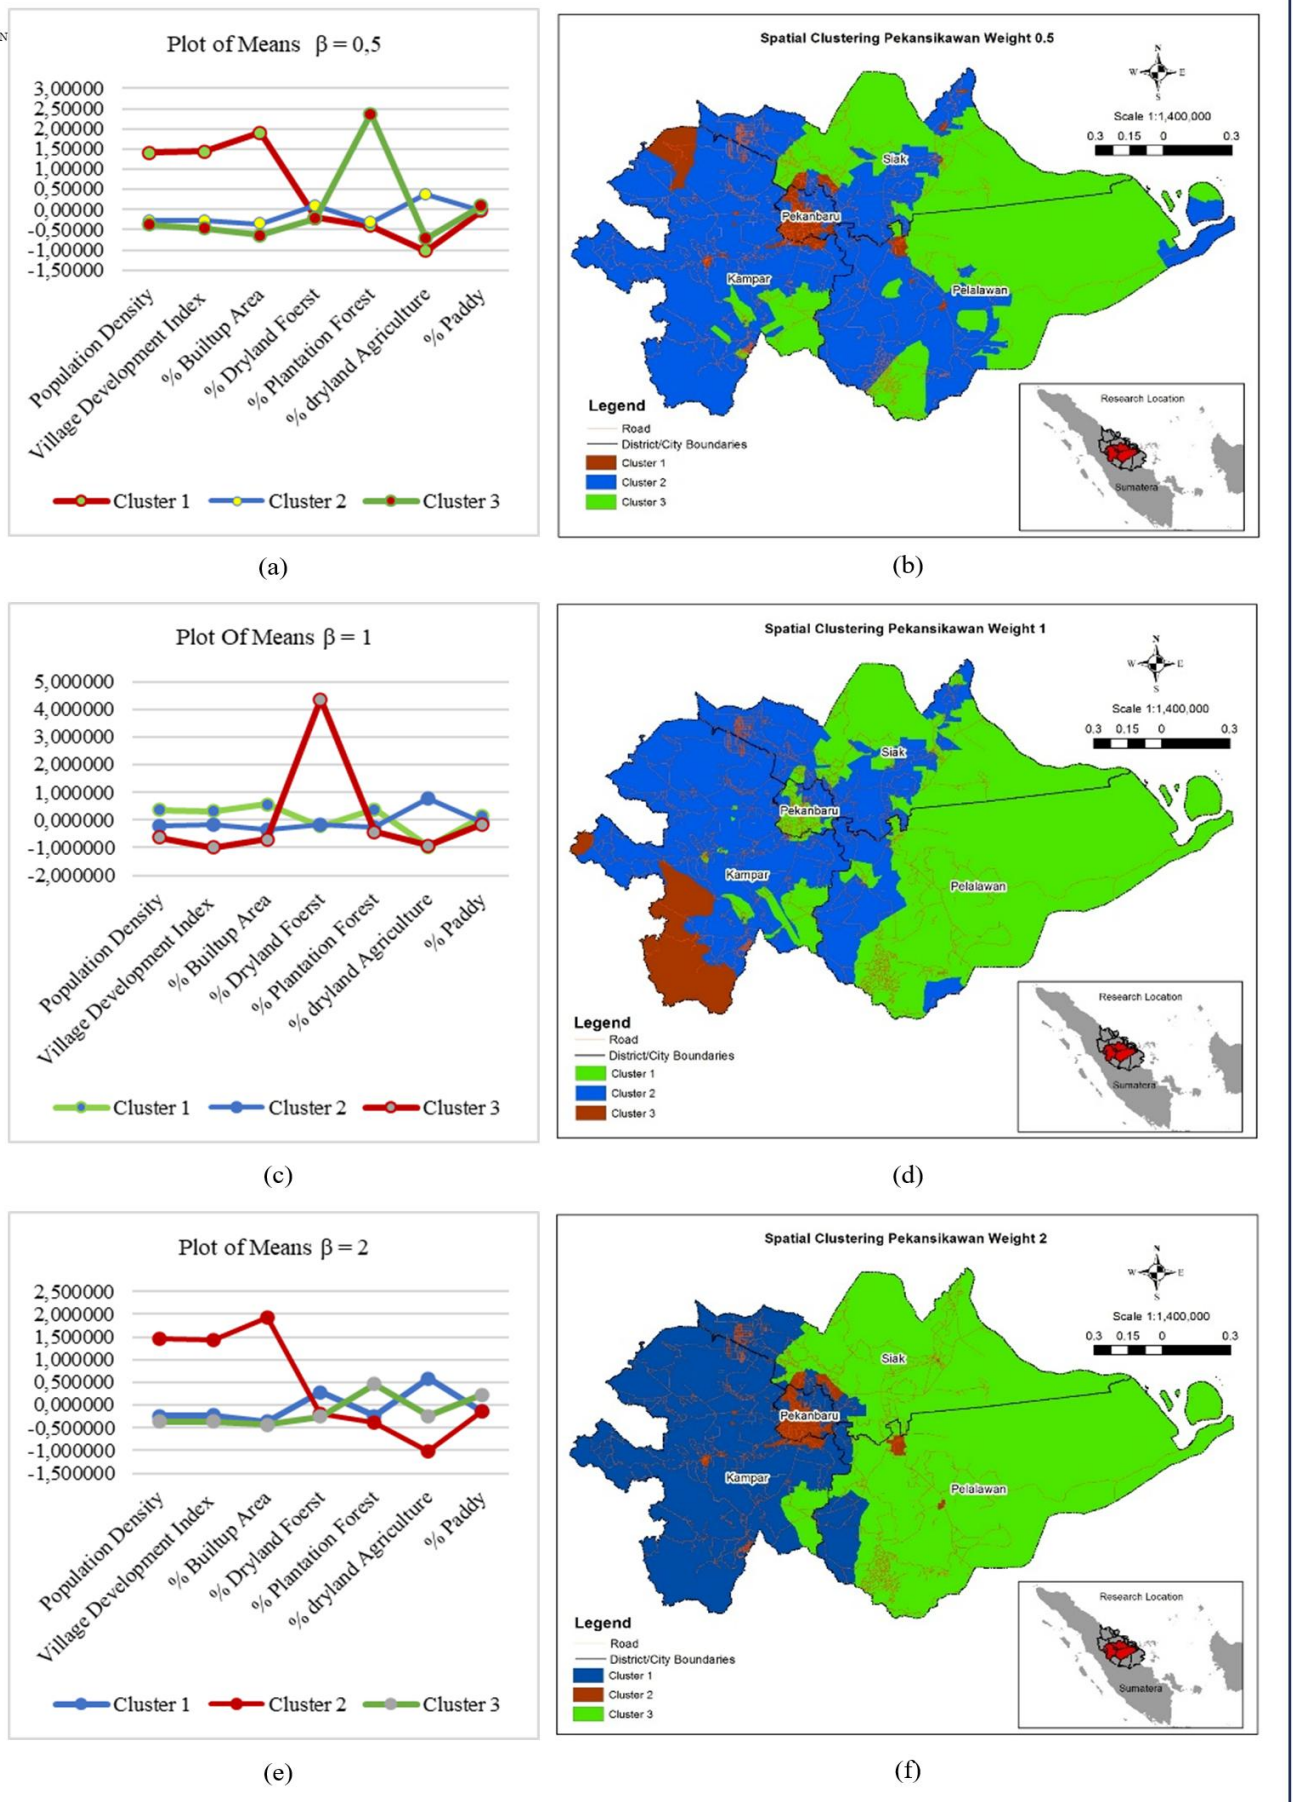 N
Plot of Means β = 0,5
3,00000
2,50000
2,00000
1,50000
1,00000
0,50000
0,00000
-0,50000
-1,00000
-1,50000
Population Density
Village Development Index
% Builtup Area
% Dryland Foerst
% Plantation Forest
% dryland Agriculture
% Paddy
Cluster 1 Cluster 2 Cluster 3
(a)
Spatial Clustering Pekansikawan Weight 0.5
N
W E
S
Scale 1:1,400,000
0.3 0.15 0 0.3
Siak
Pekanbaru
Kampar
Pelalawan
Legend
Road
District/City Boundaries
Cluster 1
Cluster 2
Cluster 3
Research Location
Sumatera
(b)
Plot Of Means β = 1
5,000000
4,000000
3,000000
2,000000
1,000000
0,000000
-1,000000
-2,000000
Population Density
Village Development Index
% Builtup Area
% Dryland Foerst
% Plantation Forest
% dryland Agriculture
% Paddy
Cluster 1 Cluster 2 Cluster 3
(c)
Spatial Clustering Pekansikawan Weight 1
N
W E
S
Scale 1:1,400,000
0.3 0.15 0 0.3
Siak
Pekanbaru
Kampar
Pelalawan
Legend
Road
District/City Boundaries
Cluster 1
Cluster 2
Cluster 3
Research Location
Sumatera
(d)
Plot of Means β = 2
2,500000
2,000000
1,500000
1,000000
0,500000
0,000000
-0,500000
-1,000000
-1,500000
Population Density
Village Development Index
% Builtup Area
% Dryland Foerst
% Plantation Forest
% dryland Agriculture
% Paddy
Cluster 1 Cluster 2 Cluster 3
(e)
Spatial Clustering Pekansikawan Weight 2
N
W E
S
Scale 1:1,400,000
0.3 0.15 0 0.3
Siak
Pekanbaru
Kampar
Pelalawan
Legend
Road
District/City Boundaries
Cluster 1
Cluster 2
Cluster 3
Research Location
Sumatera
(f)